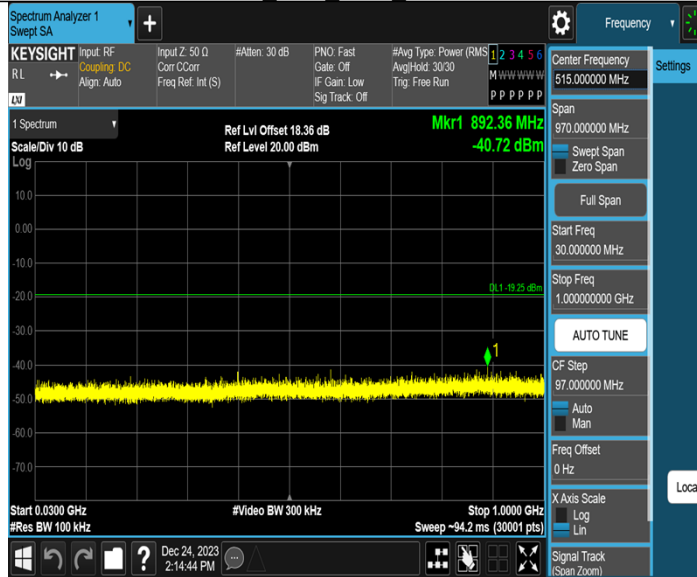 Spectrum Analyzer 1
Swept SA
+
Frequency
KEYSIGHT
RL
LXI
Input: RF
Coupling: DC
Align: Auto
Input Z: 50 Ω
Corr CCorr
Freq Ref: Int (S)
#Atten: 30 dB
PNO: Fast
Gate: Off
IF Gain: Low
Sig Track: Off
#Avg Type: Power (RMS
Avg|Hold: 30/30
Trig: Free Run
1 2 3 4 5 6
M W W W W W
P P P P P P
Center Frequency
515.000000 MHz
Settings
Span
970.000000 MHz
Swept Span
Zero Span
Full Span
Start Freq
30.000000 MHz
Stop Freq
1.000000000 GHz
AUTO TUNE
CF Step
97.000000 MHz
Auto
Man
Freq Offset
0 Hz
X Axis Scale
Log
Lin
Signal Track
(Span Zoom)
Loca
1 Spectrum
Scale/Div 10 dB
Log
Ref Lvl Offset 18.36 dB
Ref Level 20.00 dBm
Mkr1 892.36 MHz
-40.72 dBm
10.0
0.00
-10.0
-20.0
DL1 -19.25 dBm
-30.0
1
-40.0
-50.0
-60.0
-70.0
Start 0.0300 GHz
#Res BW 100 kHz
#Video BW 300 kHz
Stop 1.0000 GHz
Sweep ~94.2 ms (30001 pts)
?
Dec 24, 2023
2:14:44 PM